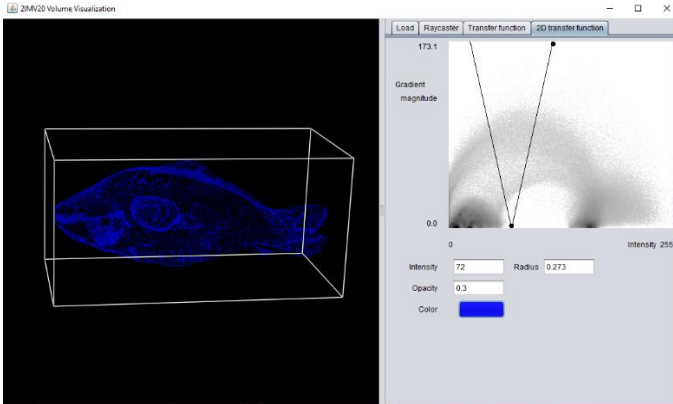 2IMV20 Volume Visualization
Load Raycaster Transfer function 2D transfer function
173.1
Gradient
magnitude
0.0
0 Intensity 255
Intensity 72 Radius 0.273
Opacity 0.3
Color